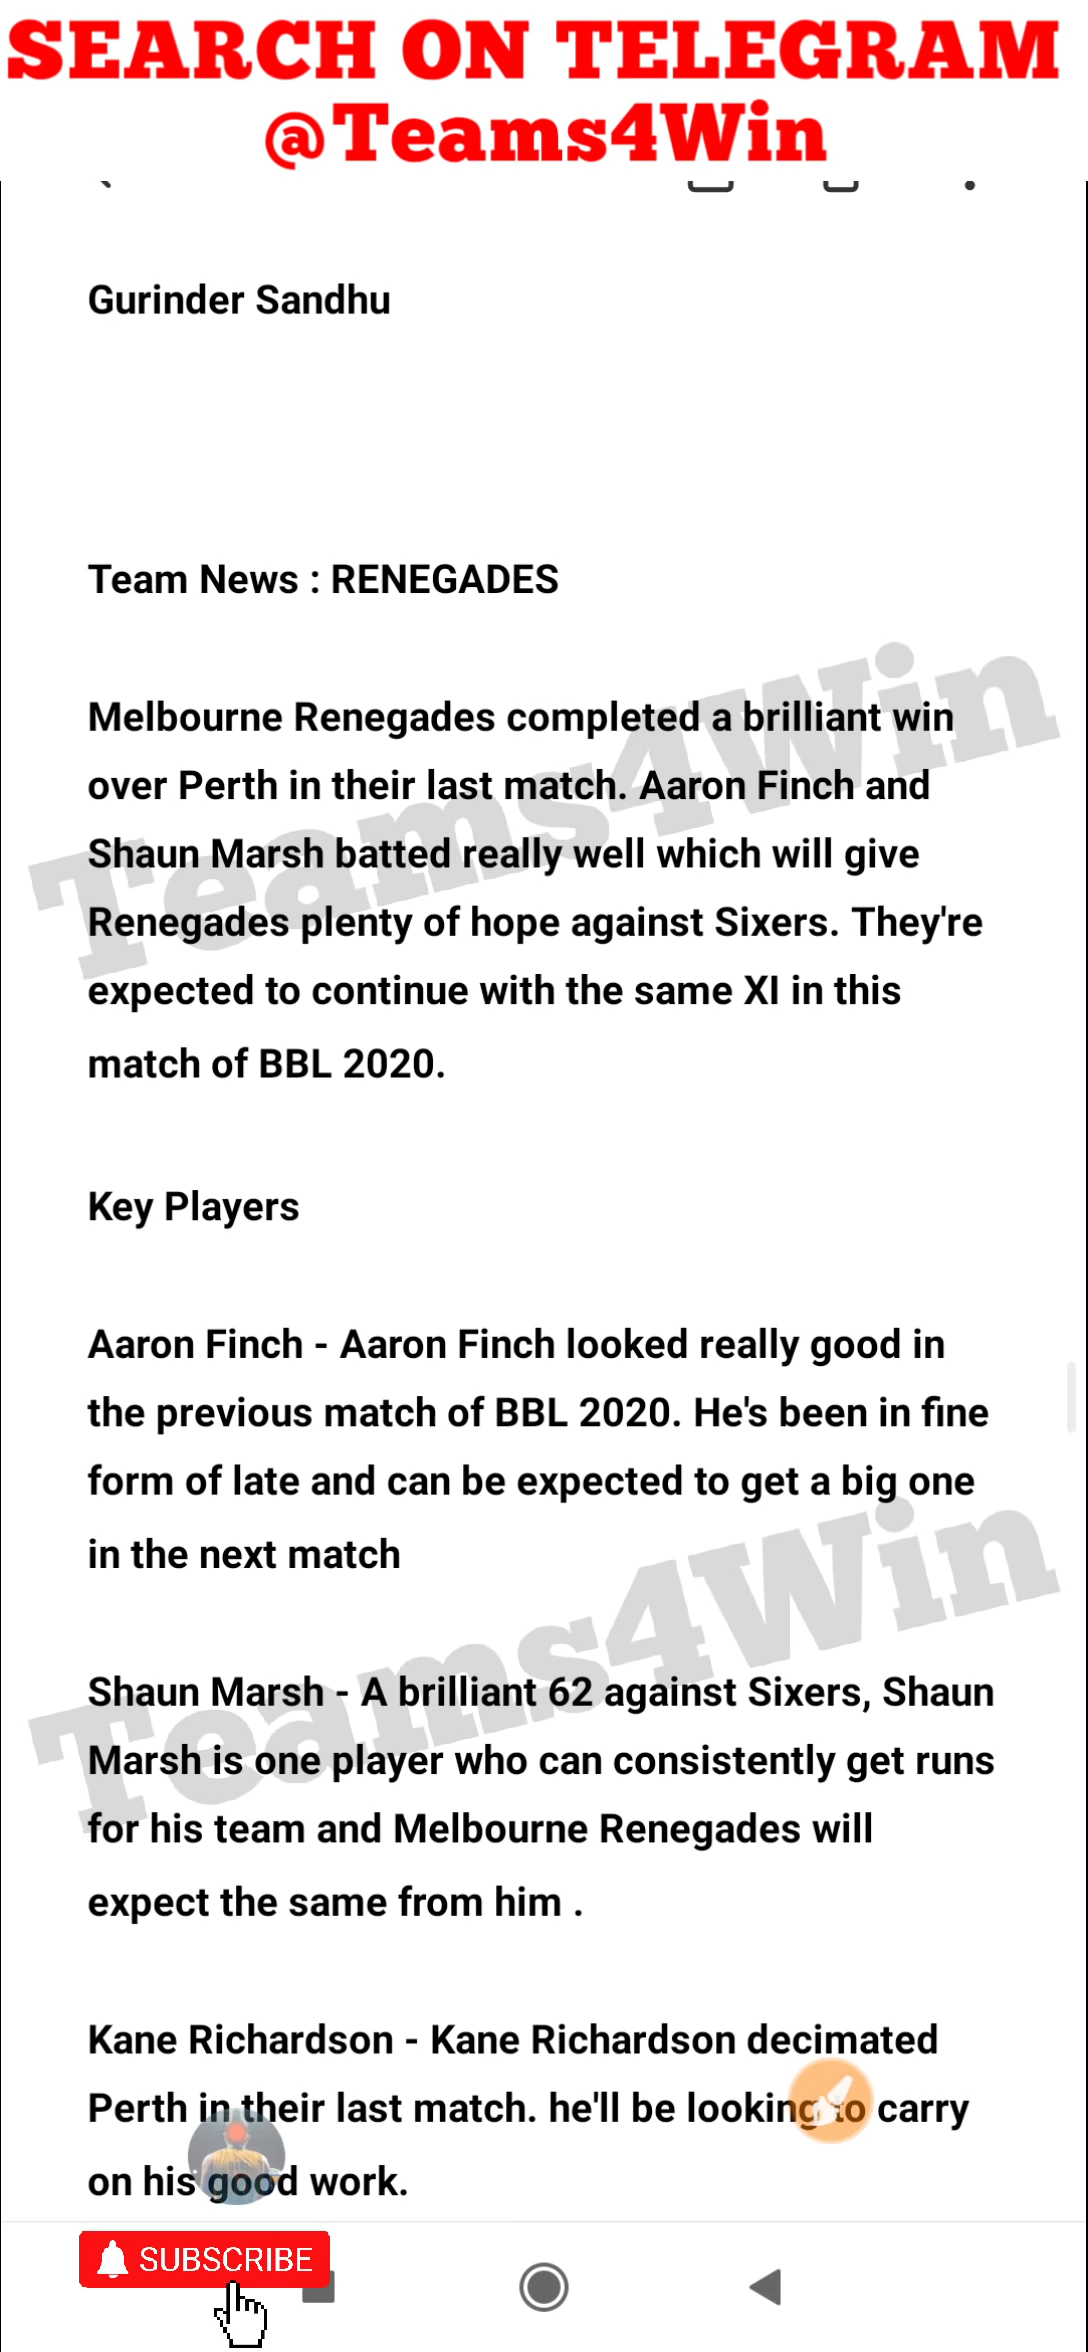 SEARCH ON TELEGRAM
@Teams4Win
Gurinder Sandhu
Team News : RENEGADES
Melbourne Renegades completed a brilliant win
over Perth in their last match. Aaron Finch and
Shaun Marsh batted really well which will give
Renegades plenty of hope against Sixers. They're
expected to continue with the same XI in this
match of BBL 2020.
Teams4Win
Key Players
Aaron Finch - Aaron Finch looked really good in
the previous match of BBL 2020. He's been in fine
form of late and can be expected to get a big one
in the next match
Shaun Marsh - A brilliant 62 against Sixers, Shaun
Marsh is one player who can consistently get runs
for his team and Melbourne Renegades will
expect the same from him .
Teams4Win
Kane Richardson - Kane Richardson decimated
Perth in their last match. he'll be looking to carry
on his good work.
SUBSCRIBE